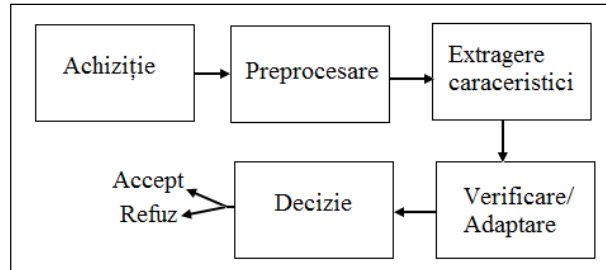 Achiziție
Preprocesare
Extragere
caraceristici
Verificare/
Adaptare
Decizie
Accept
Refuz